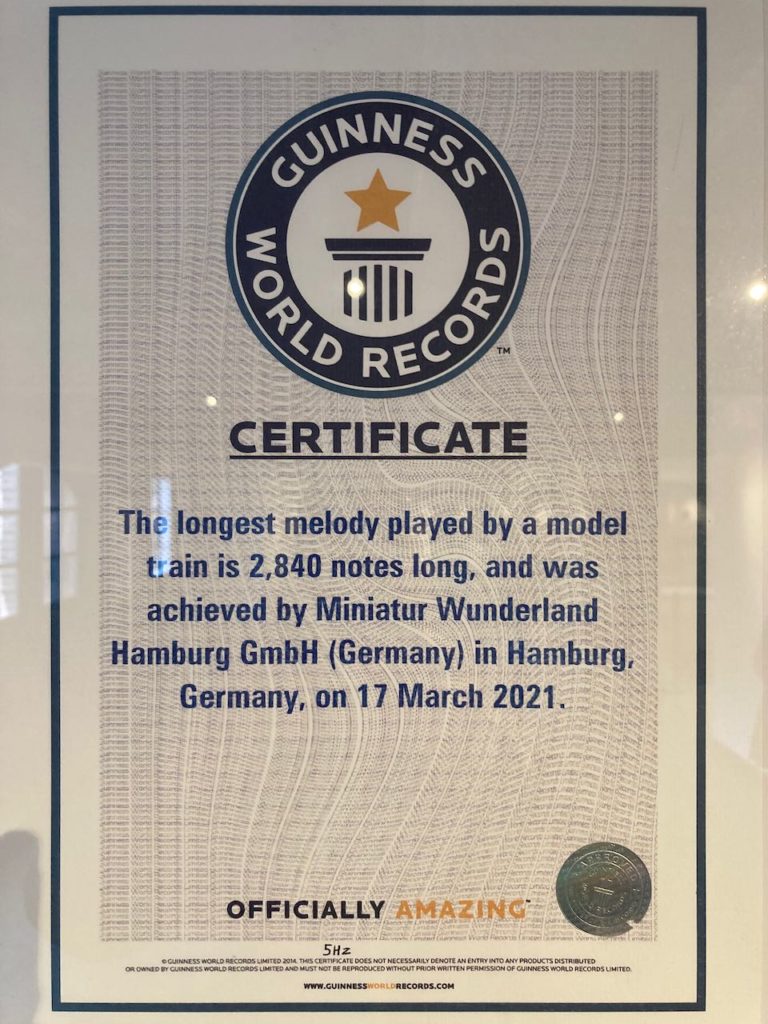 GUINNESS
WORLD RECORDS
™
CERTIFICATE
The longest melody played by a model
train is 2,840 notes long, and was
achieved by Miniatur Wunderland
Hamburg GmbH (Germany) in Hamburg,
Germany, on 17 March 2021.
APPROVED
OFFICIALLY AMAZING™
5Hz
©GUINNESS WORLD RECORDS LIMITED 2014. THIS CERTIFICATE DOES NOT NECESSARILY DENOTE AN ENTRY INTO ANY PRODUCTS DISTRIBUTED
OR OWNED BY GUINNESS WORLD RECORDS LIMITED AND MUST NOT BE REPRODUCED WITHOUT PRIOR WRITTEN PERMISSION OF GUINNESS WORLD RECORDS LIMITED.
WWW.GUINNESSWORLDRECORDS.COM